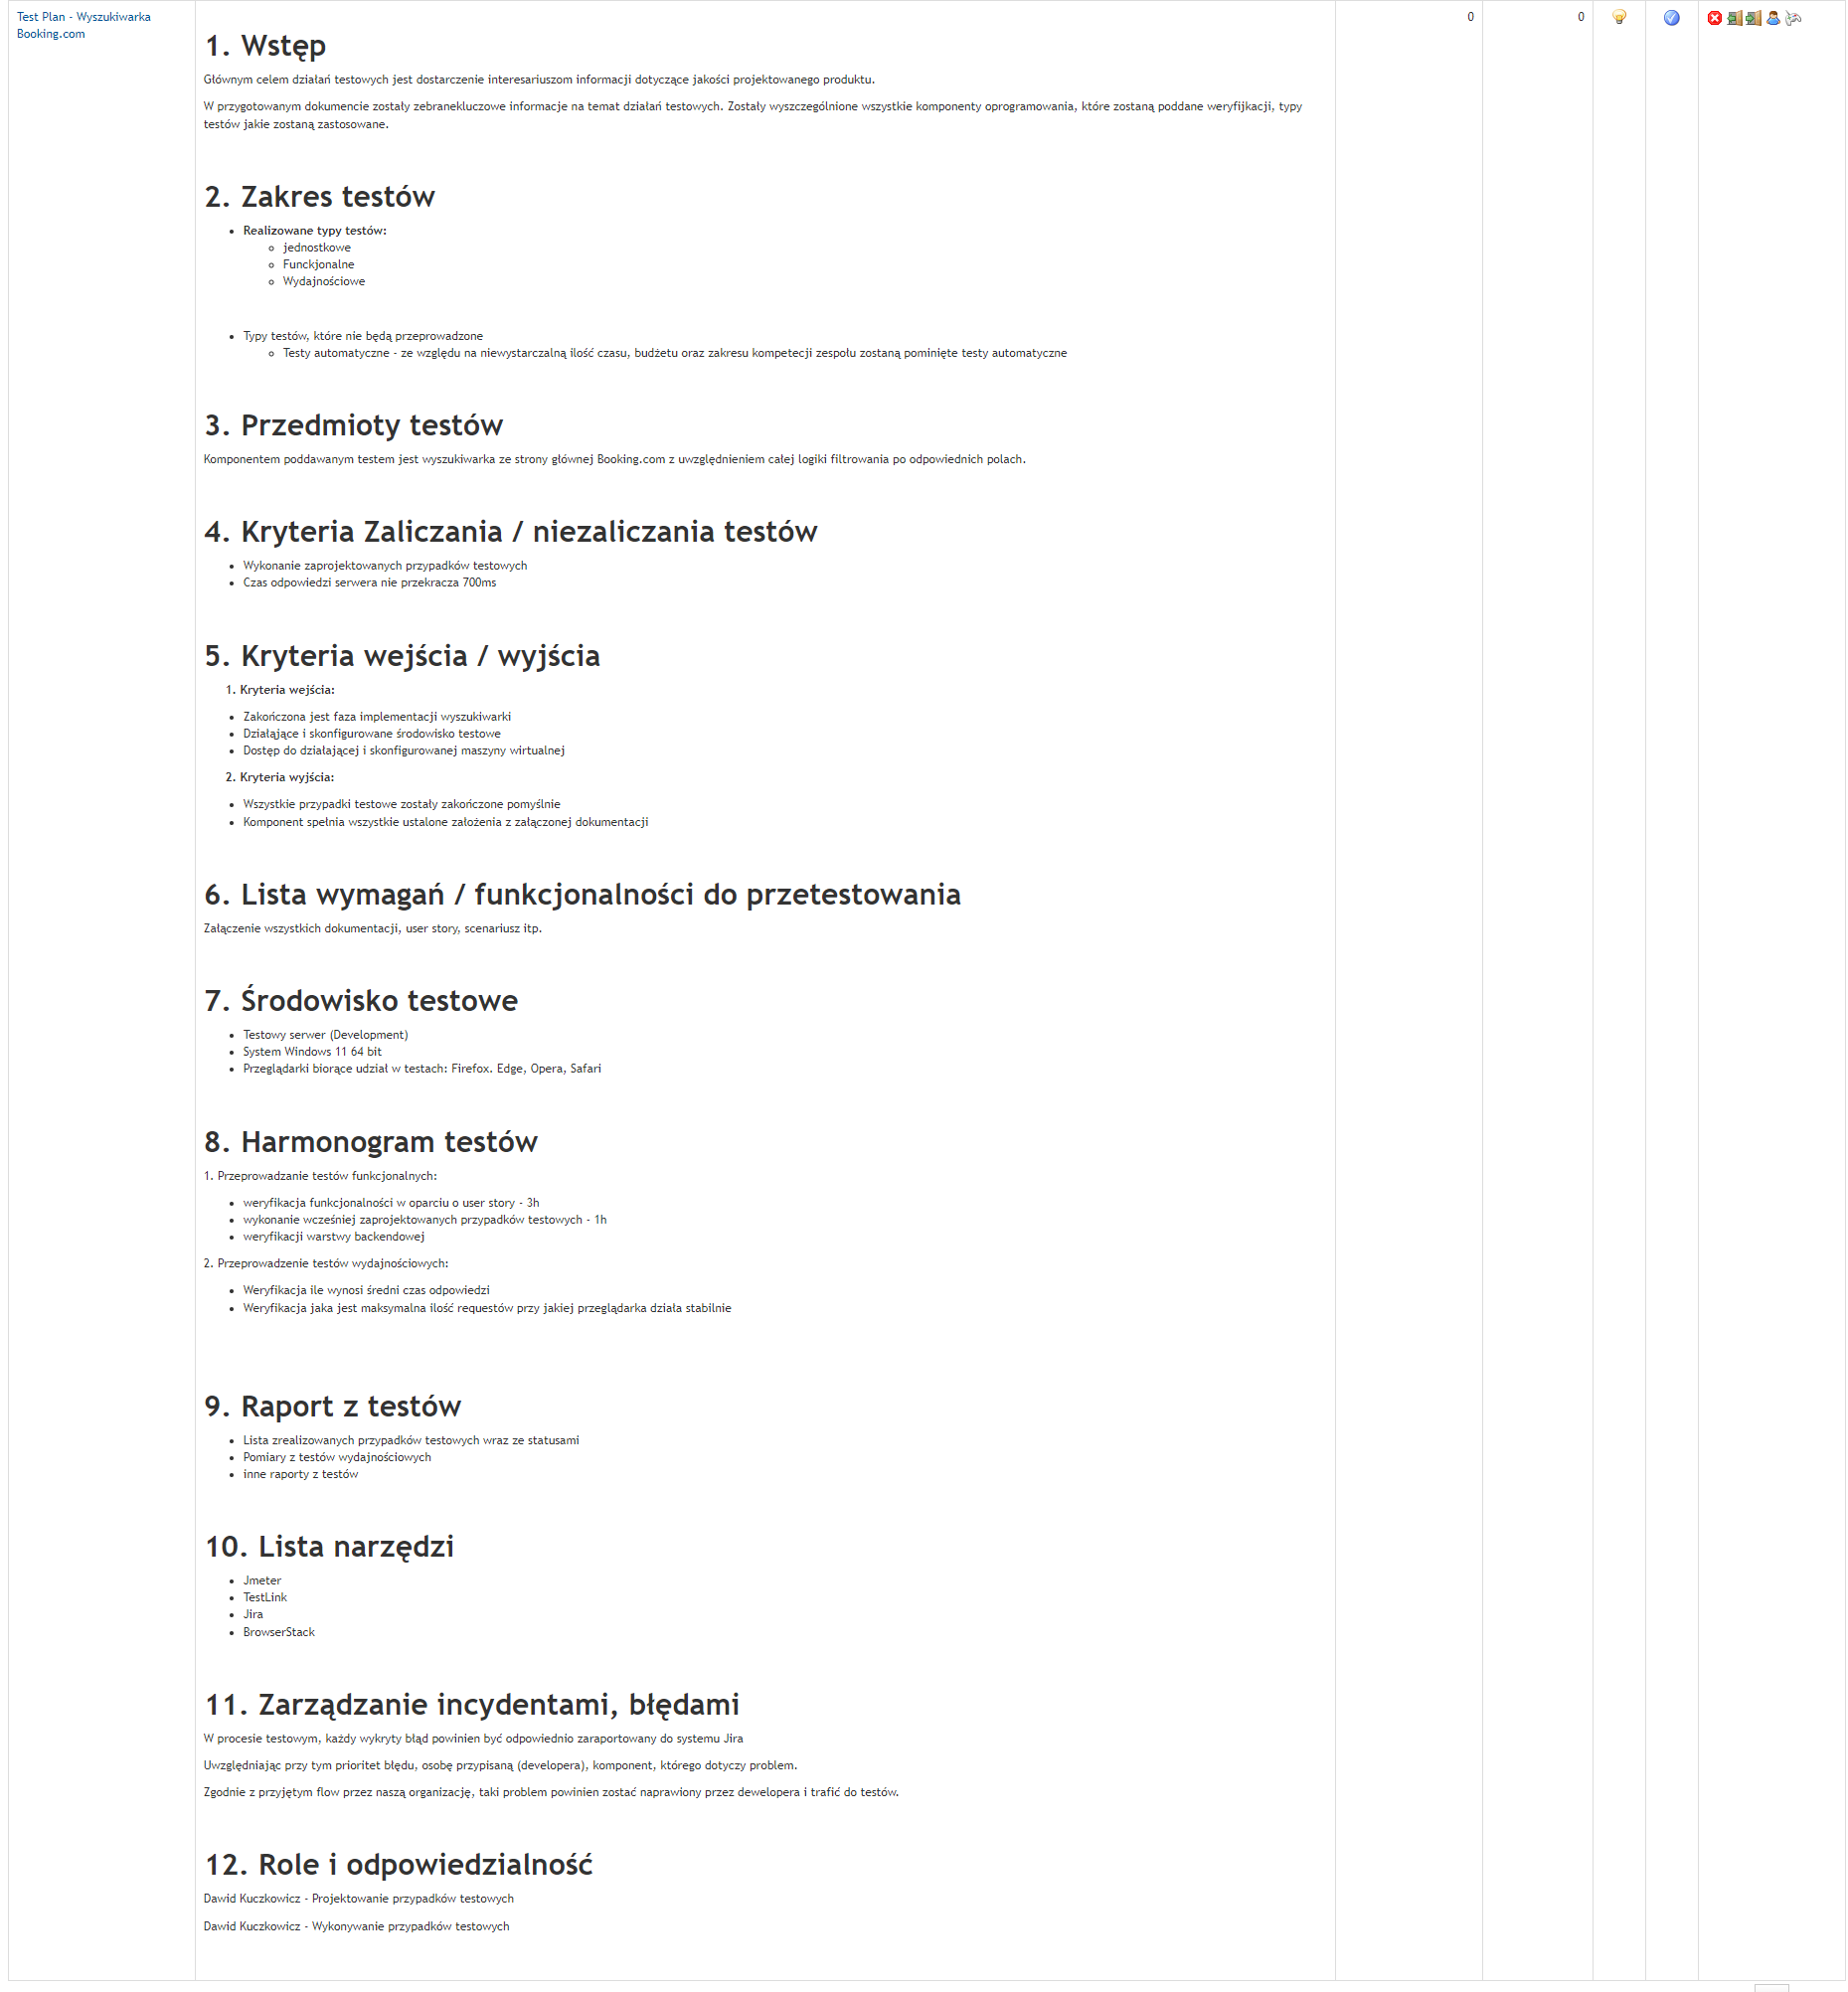 Test Plan - Wyszukiwarka
Booking.com
0
0
1. Wstęp
Głównym celem działań testowych jest dostarczenie interesariuszom informacji dotyczące jakości projektowanego produktu.
W przygotowanym dokumencie zostały zebranekluczowe informacje na temat działań testowych. Zostały wyszczególnione wszystkie komponenty oprogramowania, które zostaną poddane weryfijkacji, typy
testów jakie zostaną zastosowane.
2. Zakres testów
Realizowane typy testów:
jednostkowe
Funckjonalne
Wydajnościowe
Typy testów, które nie będą przeprowadzone
Testy automatyczne - ze względu na niewystarczalną ilość czasu, budżetu oraz zakresu kompetecji zespołu zostaną pominięte testy automatyczne
3. Przedmioty testów
Komponentem poddawanym testem jest wyszukiwarka ze strony głównej Booking.com z uwzględnieniem całej logiki filtrowania po odpowiednich polach.
4. Kryteria Zaliczania / niezaliczania testów
Wykonanie zaprojektowanych przypadków testowych
Czas odpowiedzi serwera nie przekracza 700ms
5. Kryteria wejścia / wyjścia
1. Kryteria wejścia:
Zakończona jest faza implementacji wyszukiwarki
Działające i skonfigurowane środowisko testowe
Dostęp do działającej i skonfigurowanej maszyny wirtualnej
2. Kryteria wyjścia:
Wszystkie przypadki testowe zostały zakończone pomyślnie
Komponent spełnia wszystkie ustalone założenia z załączonej dokumentacji
6. Lista wymagań / funkcjonalności do przetestowania
Załączenie wszystkich dokumentacji, user story, scenariusz itp.
7. Środowisko testowe
Testowy serwer (Development)
System Windows 11 64 bit
Przeglądarki biorące udział w testach: Firefox. Edge, Opera, Safari
8. Harmonogram testów
1. Przeprowadzanie testów funkcjonalnych:
weryfikacja funkcjonalności w oparciu o user story - 3h
wykonanie wcześniej zaprojektowanych przypadków testowych - 1h
weryfikacji warstwy backendowej
2. Przeprowadzenie testów wydajnościowych:
Weryfikacja ile wynosi średni czas odpowiedzi
Weryfikacja jaka jest maksymalna ilość requestów przy jakiej przeglądarka działa stabilnie
9. Raport z testów
Lista zrealizowanych przypadków testowych wraz ze statusami
Pomiary z testów wydajnościowych
inne raporty z testów
10. Lista narzędzi
Jmeter
TestLink
Jira
BrowserStack
11. Zarządzanie incydentami, błędami
W procesie testowym, każdy wykryty błąd powinien być odpowiednio zaraportowany do systemu Jira
Uwzględniając przy tym prioritet błędu, osobę przypisaną (developera), komponent, którego dotyczy problem.
Zgodnie z przyjętym flow przez naszą organizację, taki problem powinien zostać naprawiony przez dewelopera i trafić do testów.
12. Role i odpowiedzialność
Dawid Kuczkowicz - Projektowanie przypadków testowych
Dawid Kuczkowicz - Wykonywanie przypadków testowych